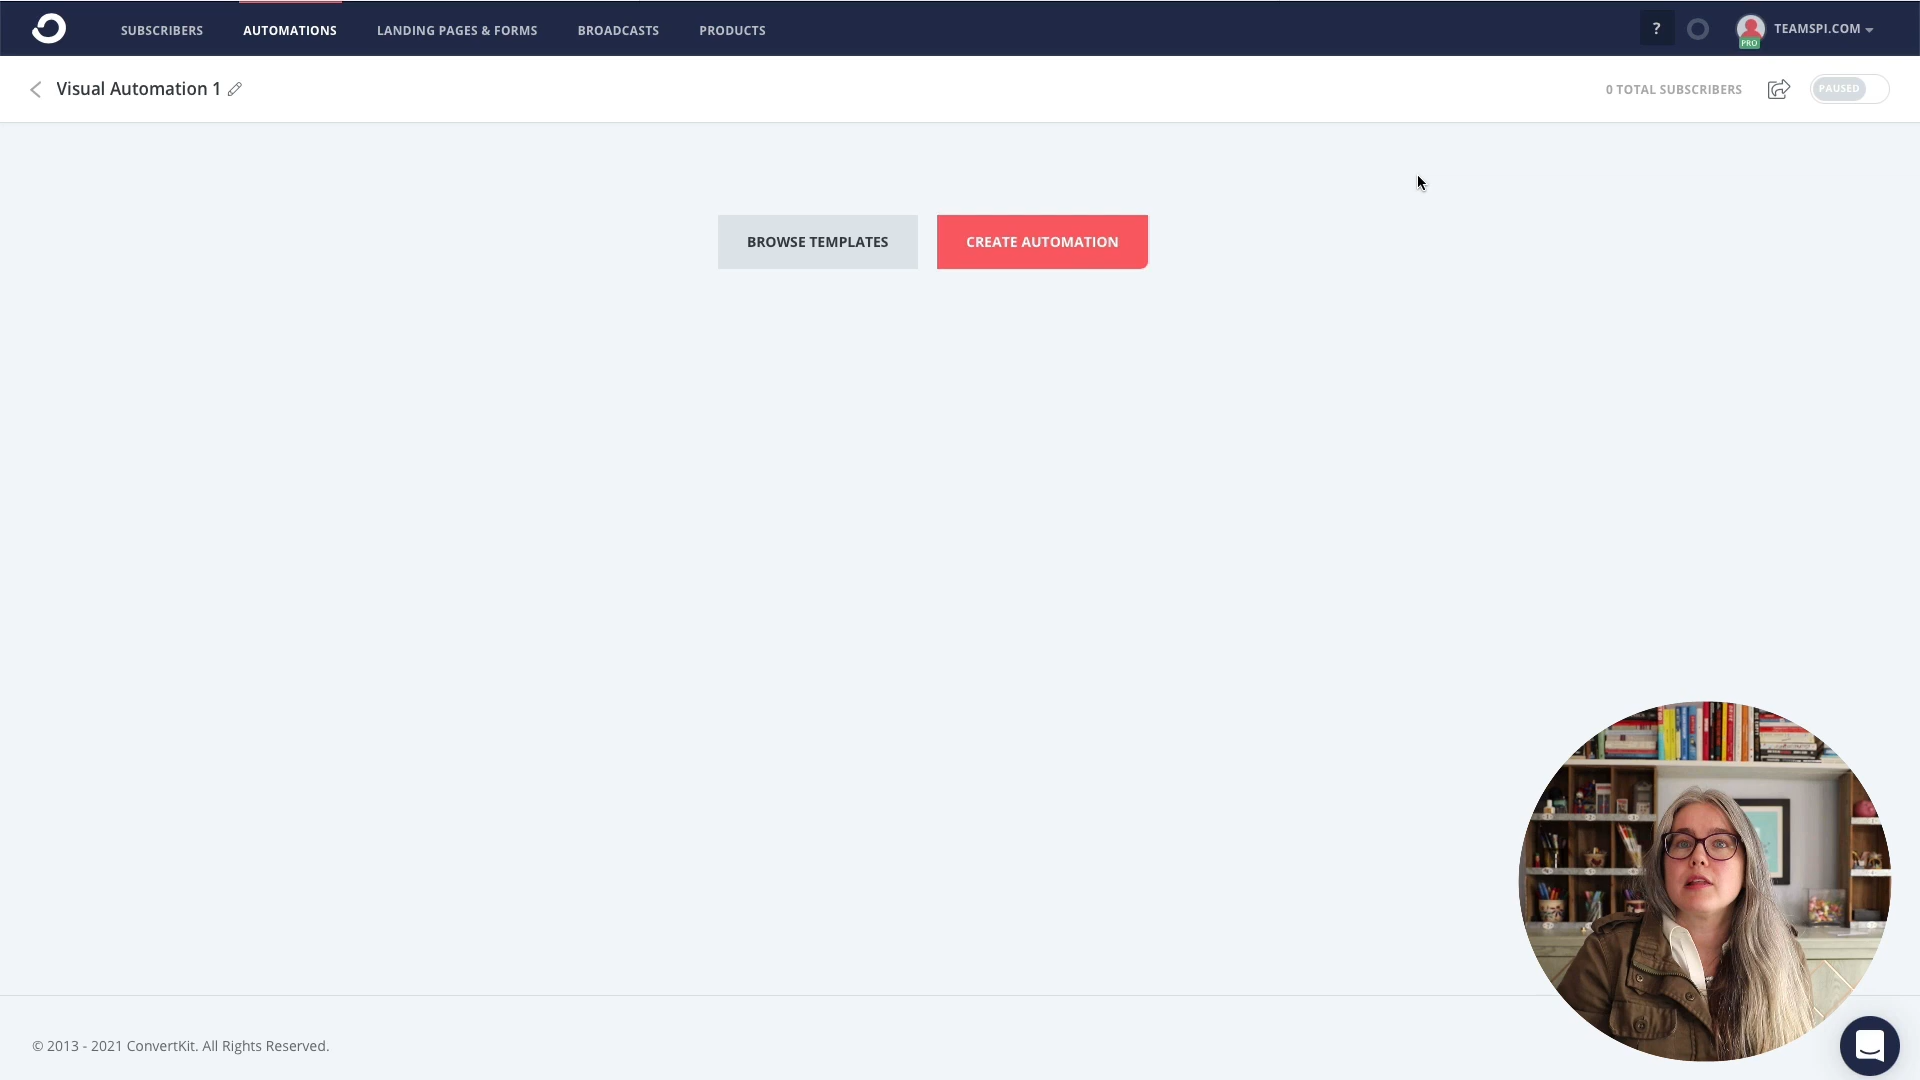 SUBSCRIBERS
AUTOMATIONS
LANDING PAGES & FORMS
BROADCASTS
PRODUCTS
?
PRO
TEAMSPI.COM
Visual Automation 1
0 TOTAL SUBSCRIBERS
PAUSED
BROWSE TEMPLATES
CREATE AUTOMATION
© 2013 - 2021 ConvertKit. All Rights Reserved.